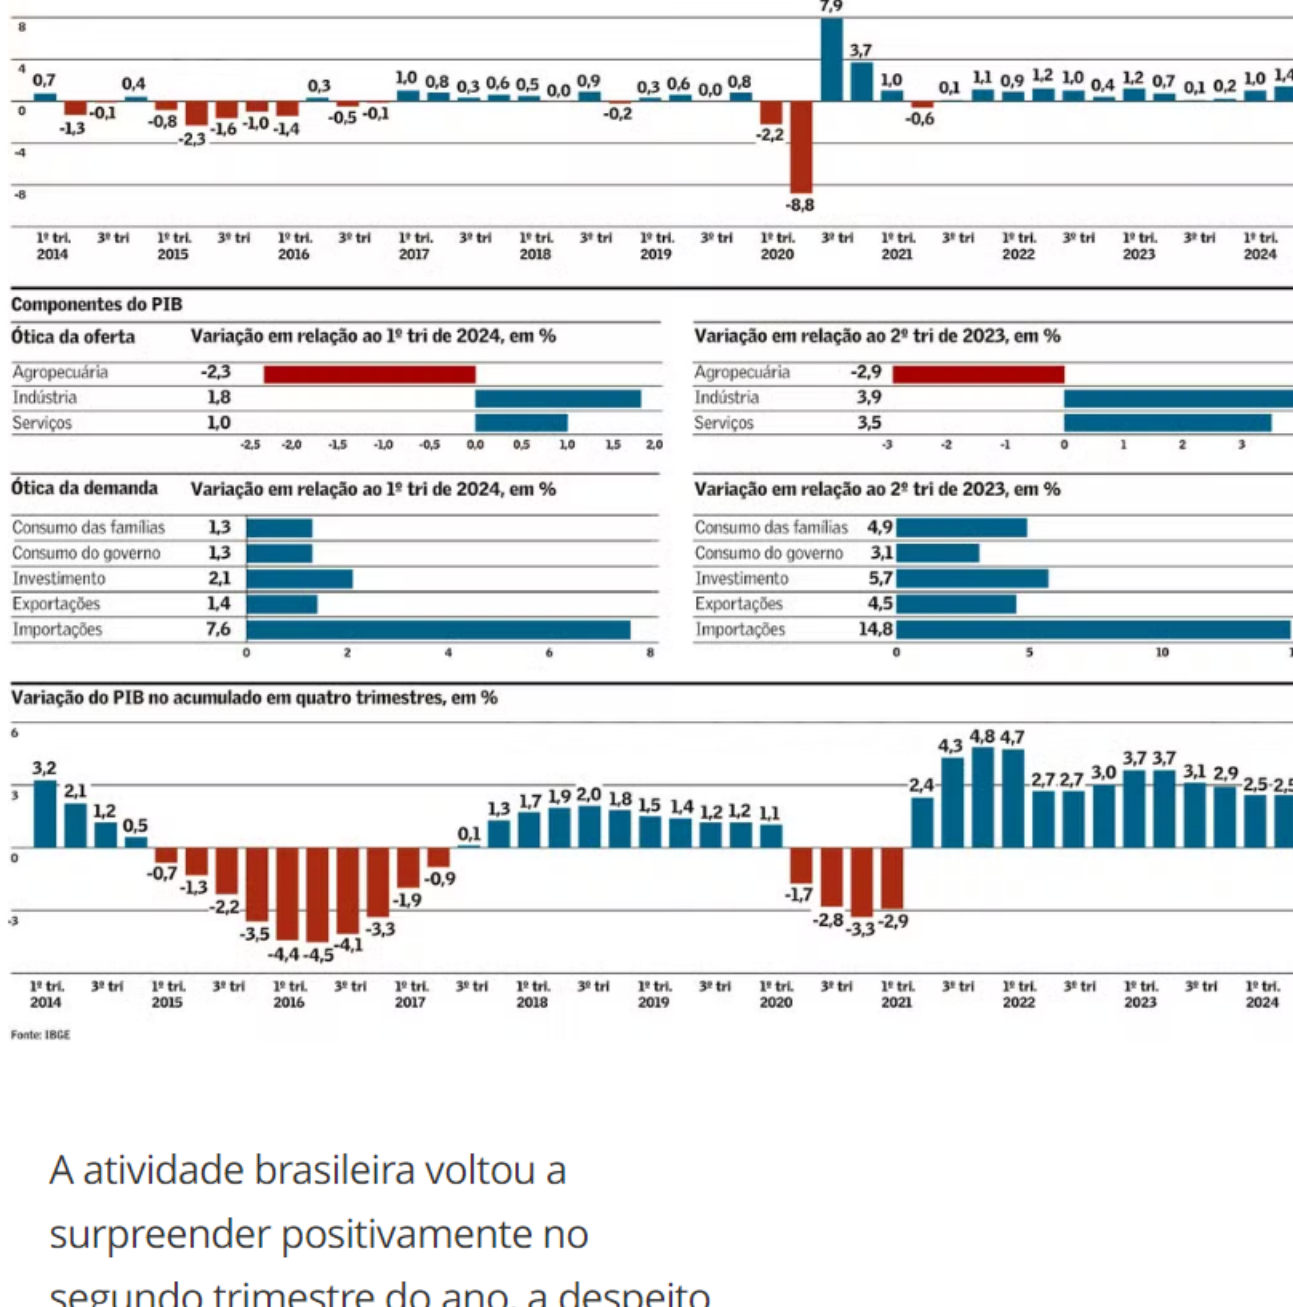 7,9
8
4
0,7 0,4 0,3 1,0 0,8 0,3 0,6 0,5 0,0 0,9 0,3 0,6 0,0 0,8 3,7 1,0 0,1 1,1 0,9 1,2 1,0 0,4 1,2 0,7 0,1 0,2 1,0 1,4
0
-1,3 -0,1 -0,8 -2,3 -1,6 -1,0 -1,4 -0,5 -0,1 -0,2 -2,2 -0,6
-4
-8
-8,8
1º tri. 3º tri 1º tri. 3º tri 1º tri. 3º tri 1º tri. 3º tri 1º tri. 3º tri 1º tri. 3º tri 1º tri. 3º tri 1º tri. 3º tri 1º tri. 3º tri 1º tri. 3º tri 1º tri.
2014 2015 2016 2017 2018 2019 2020 2021 2022 2023 2024
Componentes do PIB
Ótica da oferta Variação em relação ao 1º tri de 2024, em %
Agropecuária -2,3
Indústria 1,8
Serviços 1,0
-2,5 -2,0 -1,5 -1,0 -0,5 0,0 0,5 1,0 1,5 2,0
Variação em relação ao 2º tri de 2023, em %
Agropecuária -2,9
Indústria 3,9
Serviços 3,5
-3 -2 -1 0 1 2 3
Ótica da demanda Variação em relação ao 1º tri de 2024, em %
Consumo das famílias 1,3
Consumo do governo 1,3
Investimento 2,1
Exportações 1,4
Importações 7,6
0 2 4 6 8
Variação em relação ao 2º tri de 2023, em %
Consumo das famílias 4,9
Consumo do governo 3,1
Investimento 5,7
Exportações 4,5
Importações 14,8
0 5 10
Variação do PIB no acumulado em quatro trimestres, em %
6
3
3,2 2,1 1,2 0,5 0,1 1,3 1,7 1,9 2,0 1,8 1,5 1,4 1,2 1,2 1,1 2,4 4,3 4,8 4,7 2,7 2,7 3,0 3,7 3,7 3,1 2,9 2,5 2,5
0
-0,7 -1,3 -2,2 -3,5 -4,4 -4,5 -4,1 -3,3 -1,9 -0,9 -1,7 -2,8 -3,3 -2,9
-3
1º tri. 3º tri 1º tri. 3º tri 1º tri. 3º tri 1º tri. 3º tri 1º tri. 3º tri 1º tri. 3º tri 1º tri. 3º tri 1º tri. 3º tri 1º tri. 3º tri 1º tri. 3º tri 1º tri.
2014 2015 2016 2017 2018 2019 2020 2021 2022 2023 2024
Fonte: IBGE
A atividade brasileira voltou a
surpreender positivamente no
segundo trimestre do ano, a despeito